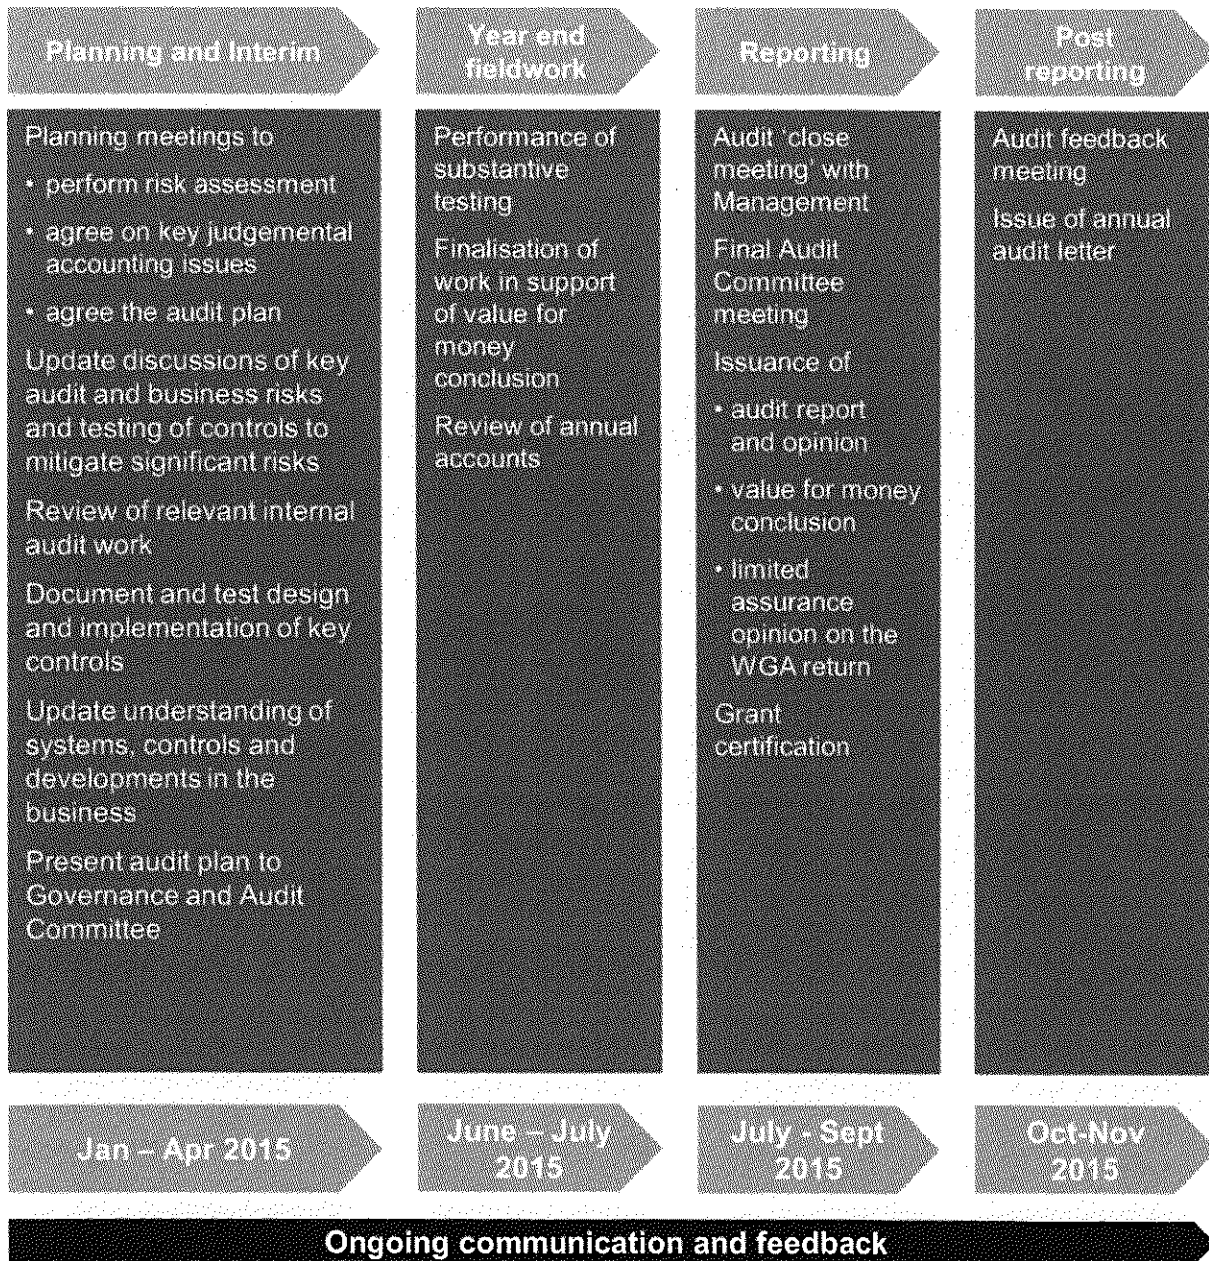 Planning and Interim
Year end
fieldwork
Reporting
Post
reporting
Planning meetings to
• perform risk assessment
• agree on key judgemental
accounting issues
• agree the audit plan
Update discussions of key
audit and business risks
and testing of controls to
mitigate significant risks
Review of relevant internal
audit work
Document and test design
and implementation of key
controls
Update understanding of
systems, controls and
developments in the
business
Present audit plan to
Governance and Audit
Committee
Performance of
substantive
testing
Finalisation of
work in support
of value for
money
conclusion
Review of annual
accounts
Audit 'close
meeting' with
Management
Final Audit
Committee
meeting
Issuance of
• audit report
and opinion
• value for money
conclusion
• limited
assurance
opinion on the
WGA return
Grant
certification
Audit feedback
meeting
Issue of annual
audit letter
Jan – Apr 2015
June – July
2015
July - Sept
2015
Oct-Nov
2015
Ongoing communication and feedback